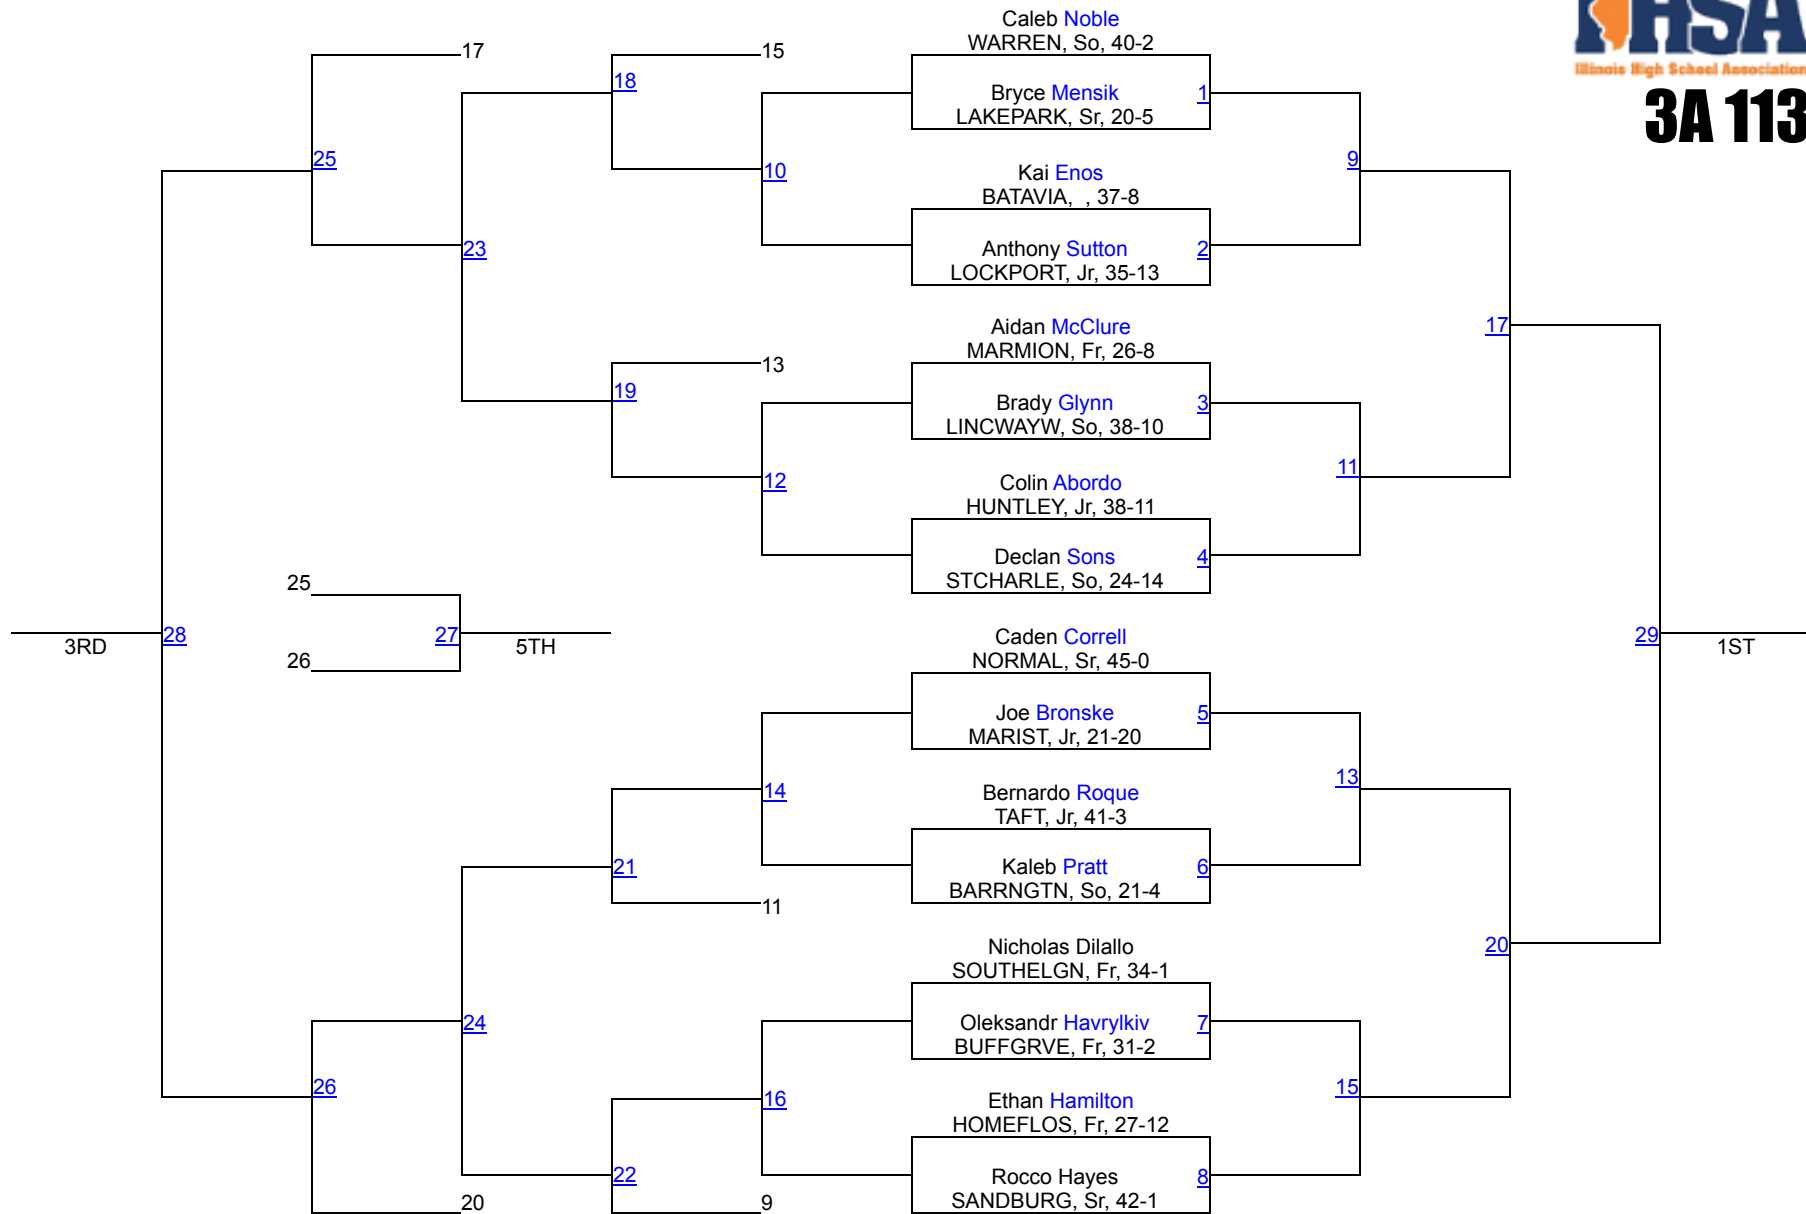 IHSA
Illinois High School Association
3A 113
Caleb Noble
WARREN, So, 40-2
Bryce Mensik 1
LAKEPARK, Sr, 20-5
Kai Enos
BATAVIA, , 37-8
Anthony Sutton 2
LOCKPORT, Jr, 35-13
Aidan McClure
MARMION, Fr, 26-8
Brady Glynn 3
LINCWAYW, So, 38-10
Colin Abordo
HUNTLEY, Jr, 38-11
Declan Sons 4
STCHARLE, So, 24-14
Caden Correll
NORMAL, Sr, 45-0
Joe Bronske 5
MARIST, Jr, 21-20
Bernardo Roque
TAFT, Jr, 41-3
Kaleb Pratt 6
BARRNGTN, So, 21-4
Nicholas Dilallo
SOUTHELGN, Fr, 34-1
Oleksandr Havrylkiv 7
BUFFGRVE, Fr, 31-2
Ethan Hamilton
HOMEFLOS, Fr, 27-12
Rocco Hayes 8
SANDBURG, Sr, 42-1
9
11
13
15
17
20
29
1ST
10
12
14
16
15
18
13
19
21
11
22
9
23
24
17
25
26
20
28
3RD
25
27
5TH
26